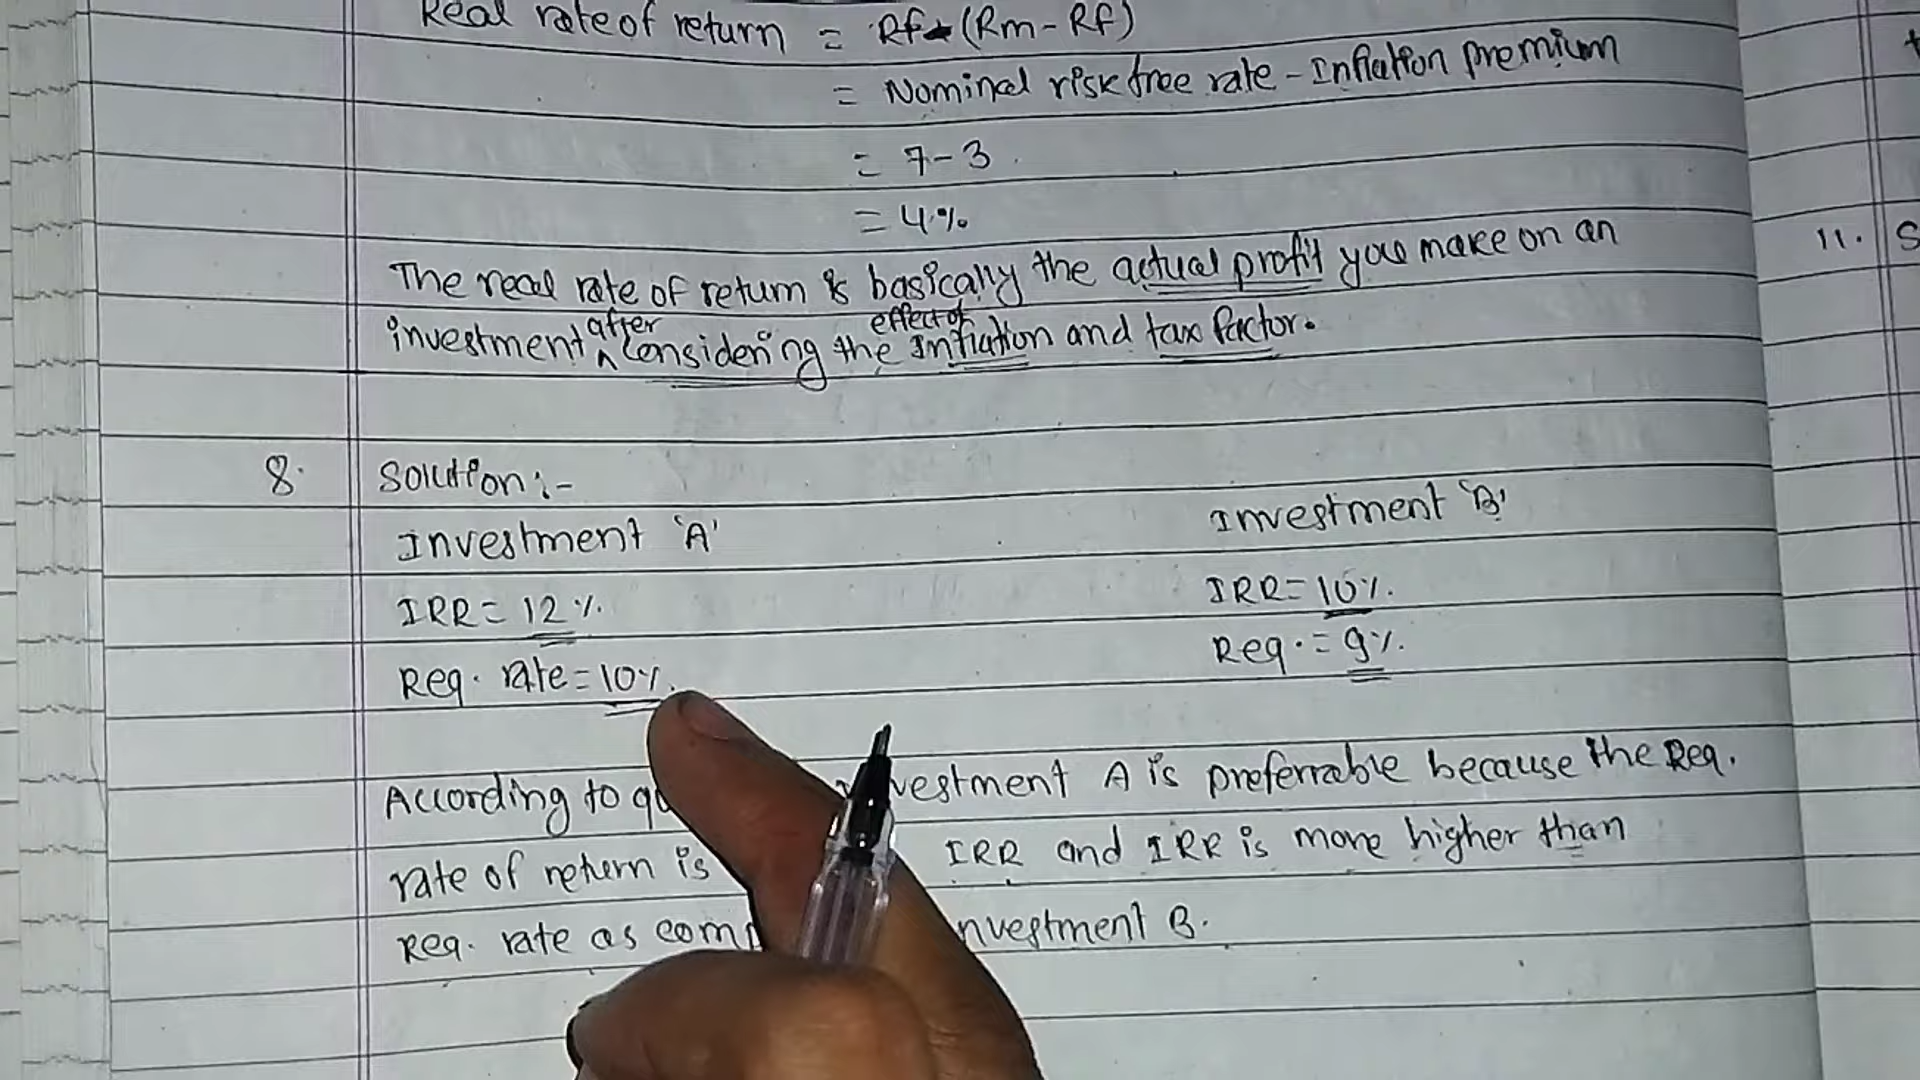 Real rate of return = Rf - (Rm - Rf)
= Nominal risk free rate - Inflation premium
= 7-3
= 4%
The real rate of return is basically the actual profit you make on an
investment after considering the effect of Inflation and tax factor.
11. S
8. Solution:-
Investment 'A' Investment 'B'
IRR = 12% IRR = 10%.
Req. rate = 10%. Req. = 9%.
According to Investment A is preferrable because the Req.
rate of return is IRR and IRR is more higher than
Req. rate as Investment B.